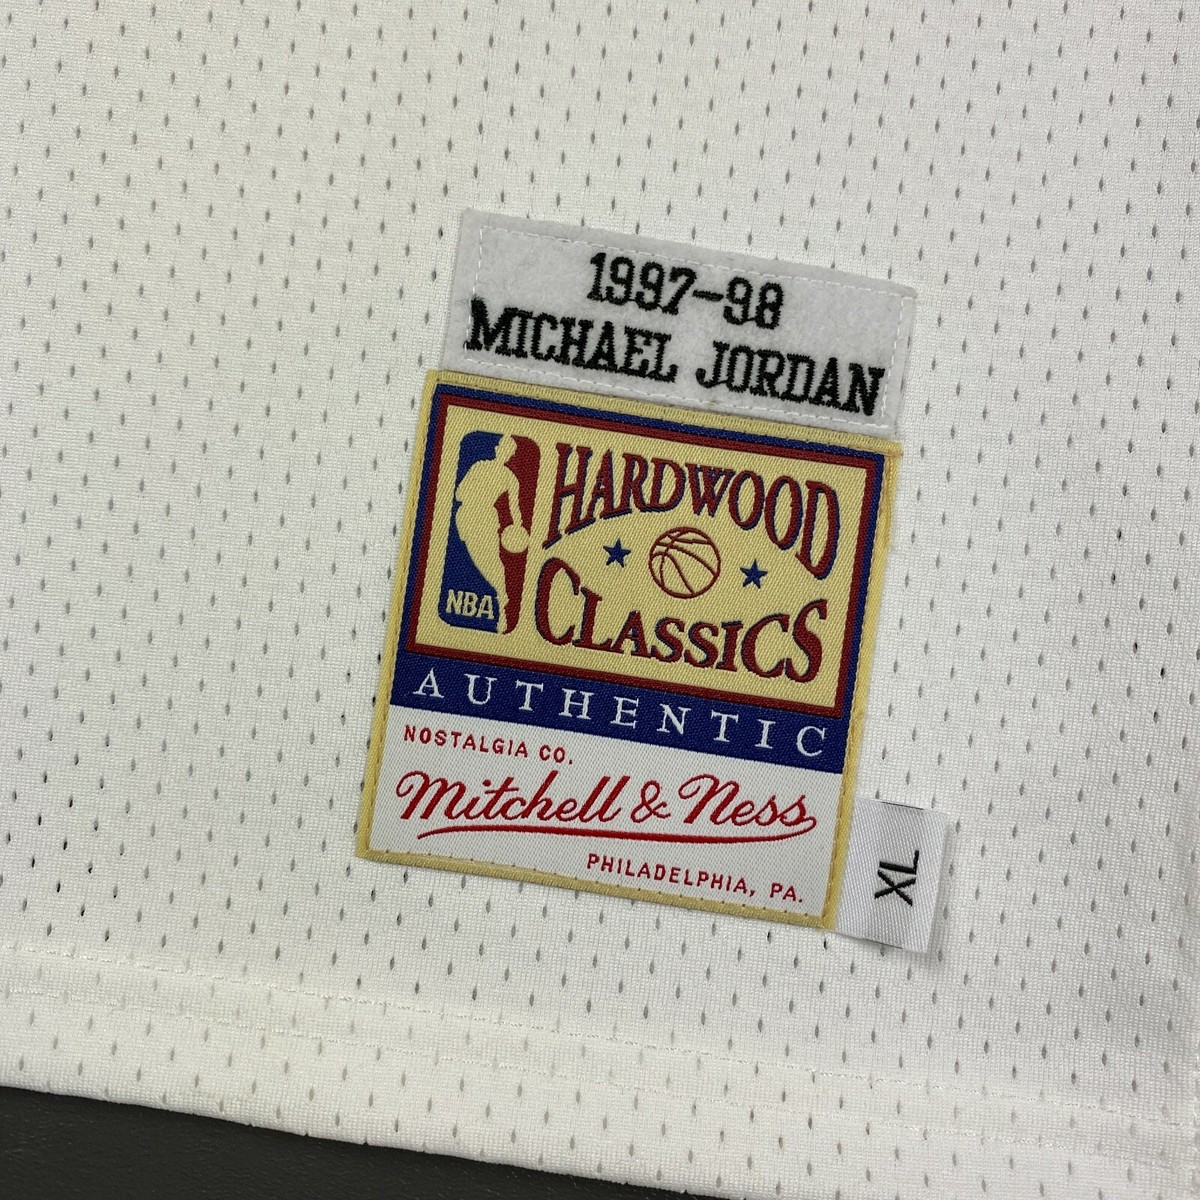 1997-98
MICHAEL JORDAN
HARDWOOD
CLASSICS
NBA
AUTHENTIC
NOSTALGIA CO.
Mitchell & Ness
PHILADELPHIA, PA.
XL